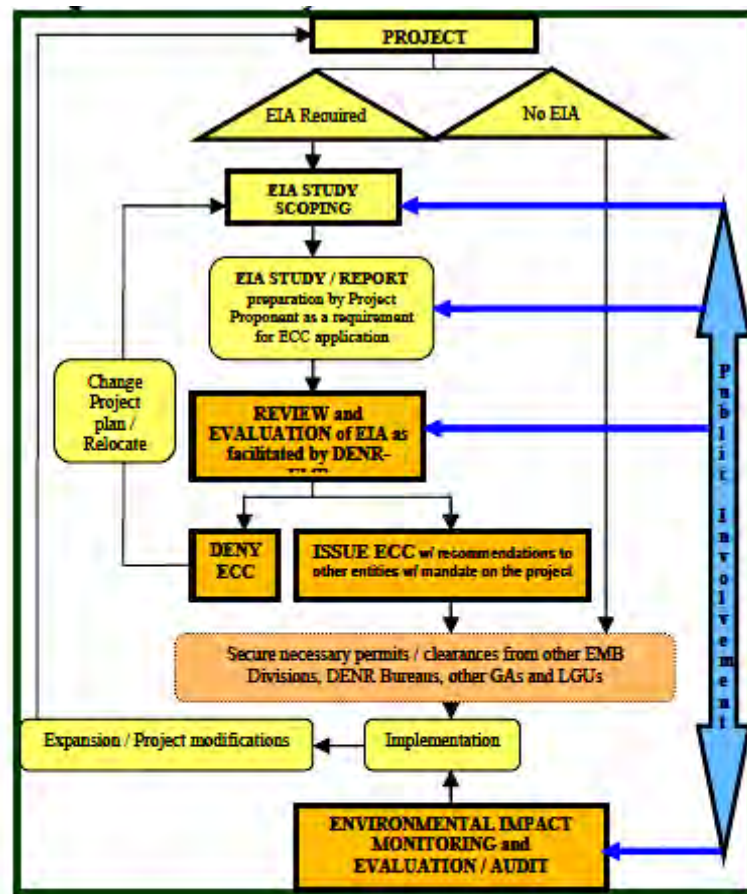 PROJECT
EIA Required
No EIA
EIA STUDY
SCOPING
EIA STUDY / REPORT
preparation by Project
Proponent as a requirement
for ECC application
Change
Project
plan /
Relocate
REVIEW and
EVALUATION of EIA as
facilitated by DENR-
DENY
ECC
ISSUE ECC w/ recommendations to
other entities w/ mandate on the project
Secure necessary permits / clearances from other EMB
Divisions, DENR Bureaus, other GAs and LGUs
Expansion / Project modifications
Implementation
ENVIRONMENTAL IMPACT
MONITORING and
EVALUATION / AUDIT
Public Involvement